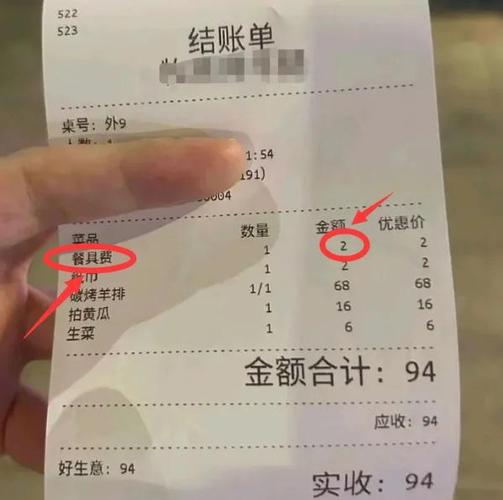 522
523
结账单
桌号: 外9
人数: 1
1:54
191)
0004
菜品 数量 金额 优惠价
餐具费 1 2 2
纸巾 1 2 2
碳烤羊排 1/1 68 68
拍黄瓜 1 16 16
生菜 1 6 6
金额合计: 94
应收: 94
好生意: 94
实收: 94